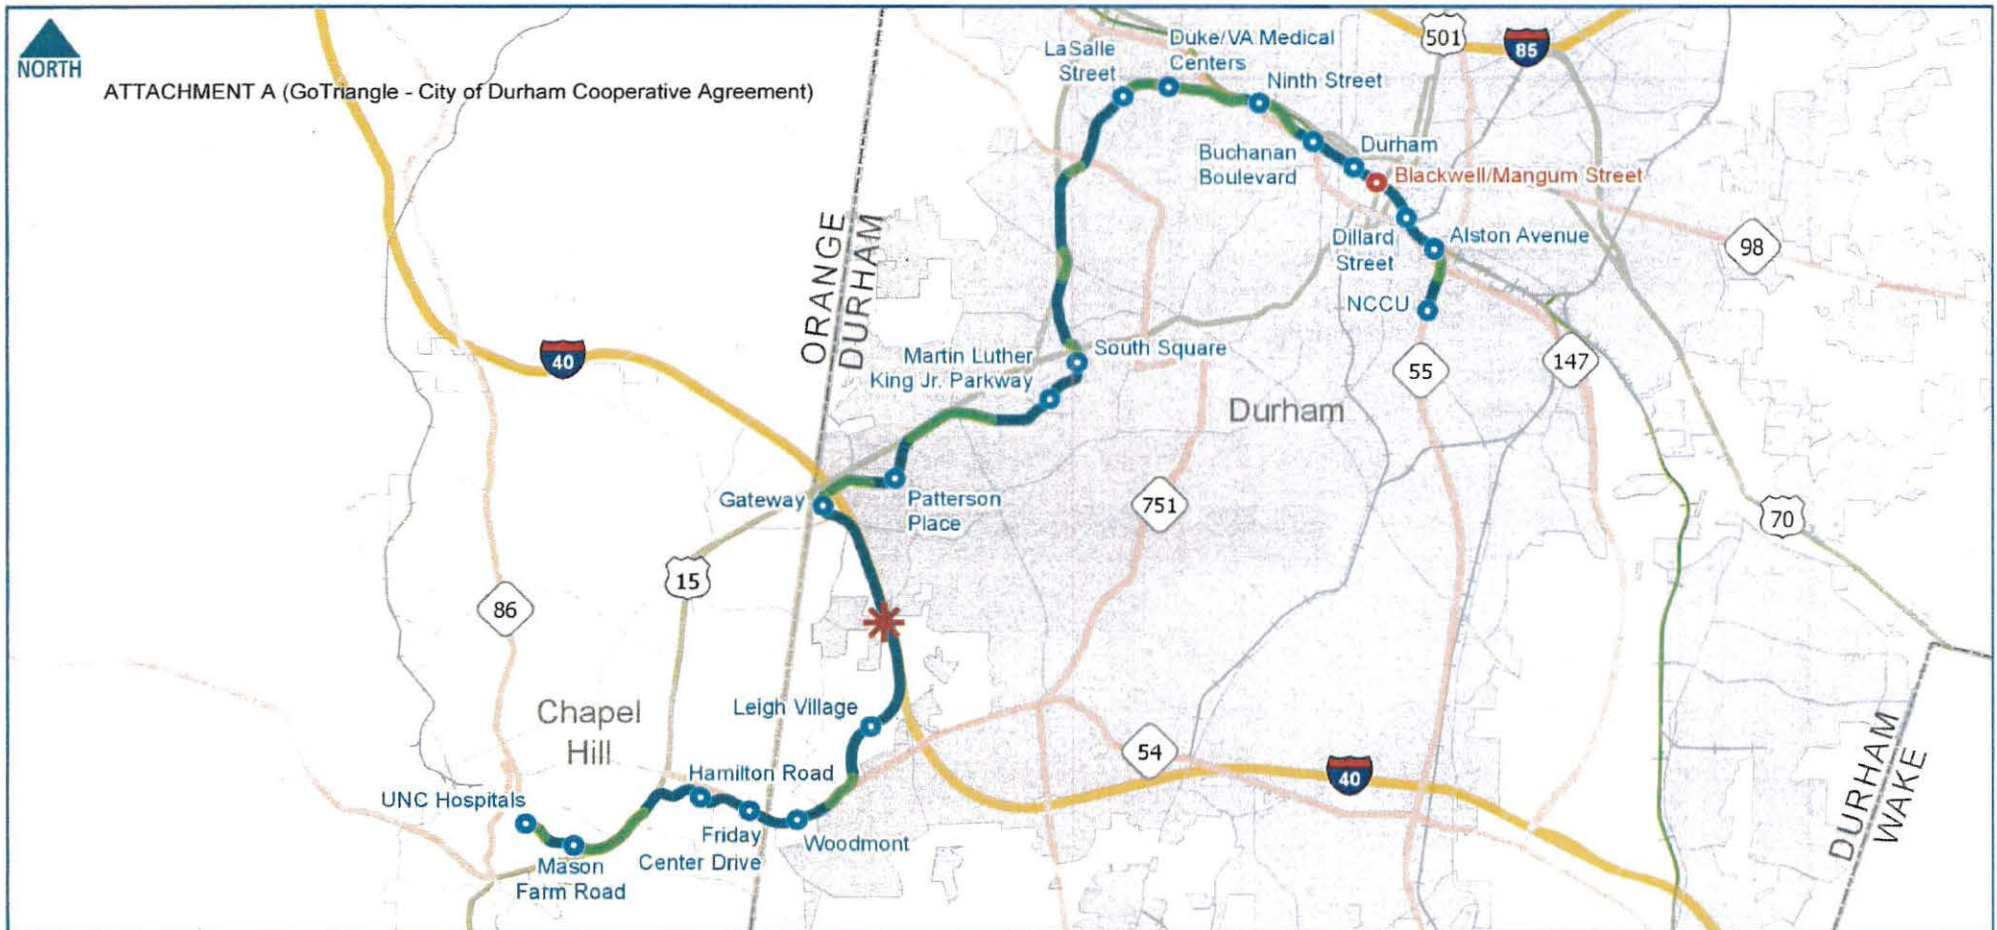 NORTH
ATTACHMENT A (GoTriangle - City of Durham Cooperative Agreement)
LaSalle
Street
Duke/VA Medical
Centers
Ninth Street
501
85
Buchanan
Boulevard
Durham
Blackwell/Mangum Street
Dillard
Street
Alston Avenue
98
NCCU
ORANGE
DURHAM
40
Martin Luther
King Jr. Parkway
South Square
55
147
Durham
Gateway
Patterson
Place
751
70
15
86
Chapel
Hill
Leigh Village
54
40
Hamilton Road
UNC Hospitals
Friday
Center Drive
Woodmont
Mason
Farm Road
DURHAM
WAKE